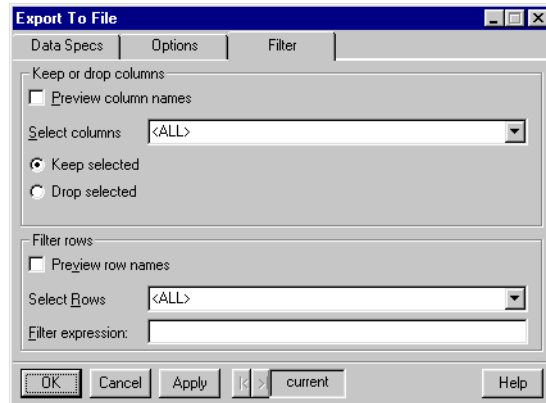 Export To File
Data Specs Options Filter
Keep or drop columns
Preview column names
Select columns <ALL>
Keep selected
Drop selected
Filter rows
Preview row names
Select Rows <ALL>
Filter expression:
OK Cancel Apply current Help